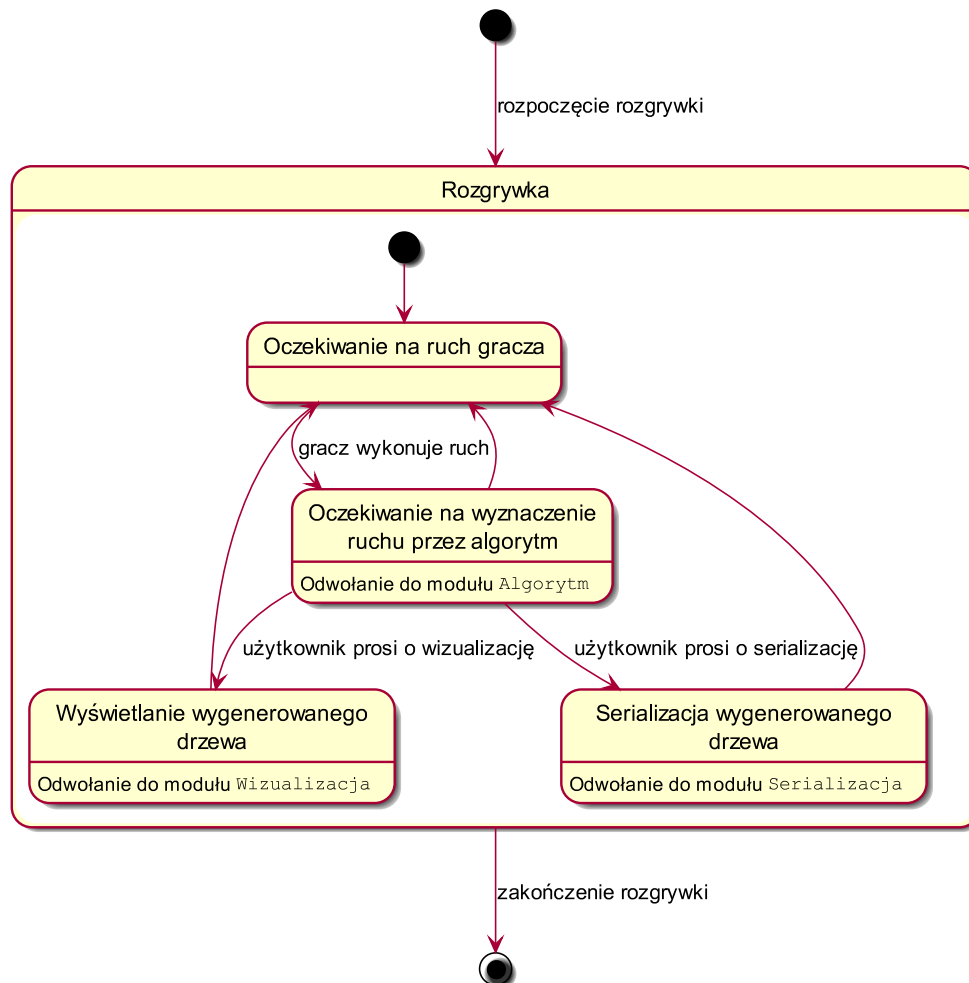 rozpoczęcie rozgrywki
Rozgrywka
Oczekiwanie na ruch gracza
gracz wykonuje ruch
Oczekiwanie na wyznaczenie
ruchu przez algorytm
Odwołanie do modułu Algorytm
użytkownik prosi o wizualizację
użytkownik prosi o serializację
Wyświetlanie wygenerowanego
drzewa
Odwołanie do modułu Wizualizacja
Serializacja wygenerowanego
drzewa
Odwołanie do modułu Serializacja
zakończenie rozgrywki